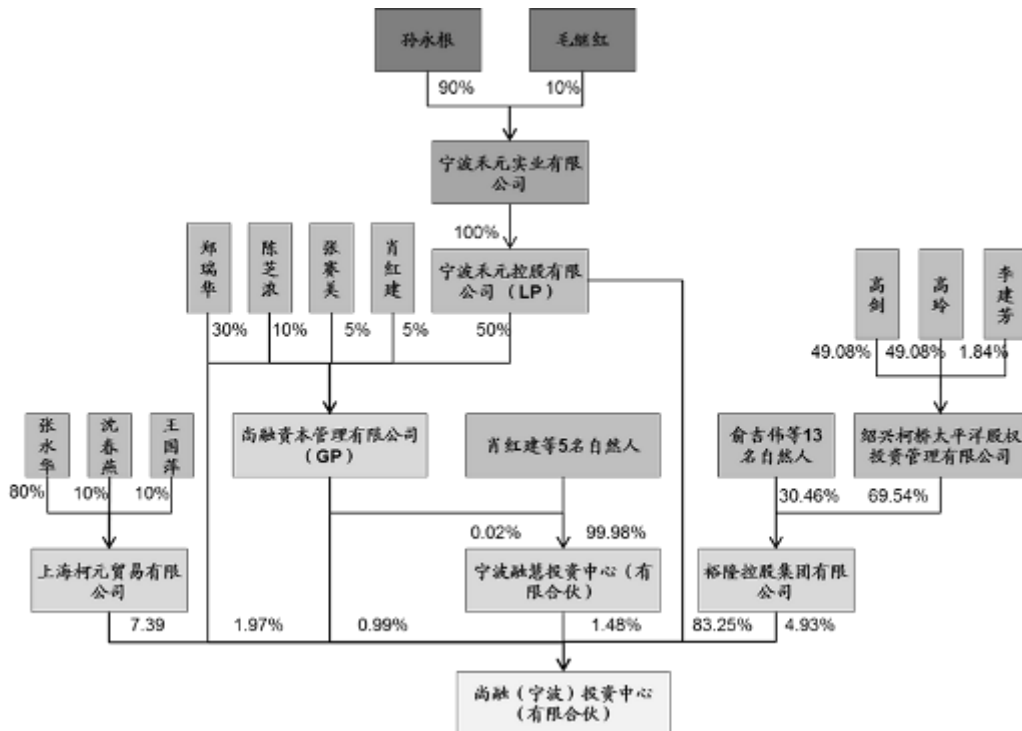 孙永根
毛继红
90%
10%
宁波禾元实业有限
公司
100%
郑瑞华
陈芝浓
张赛美
肖红建
宁波禾元控股有限
公司（LP）
高剑
高玲
李建芳
30%
10%
5%
5%
50%
49.08%
49.08%
1.84%
张永华
沈春燕
王国萍
尚融资本管理有限公司
（GP）
肖红建等5名自然人
俞吉伟等13
名自然人
绍兴柯桥太平洋股权
投资管理有限公司
80%
10%
10%
30.46%
69.54%
0.02%
99.98%
上海柯元贸易有限
公司
宁波融慧投资中心（有
限合伙）
裕隆控股集团有限
公司
7.39
1.97%
0.99%
1.48%
83.25%
4.93%
尚融（宁波）投资中心
（有限合伙）